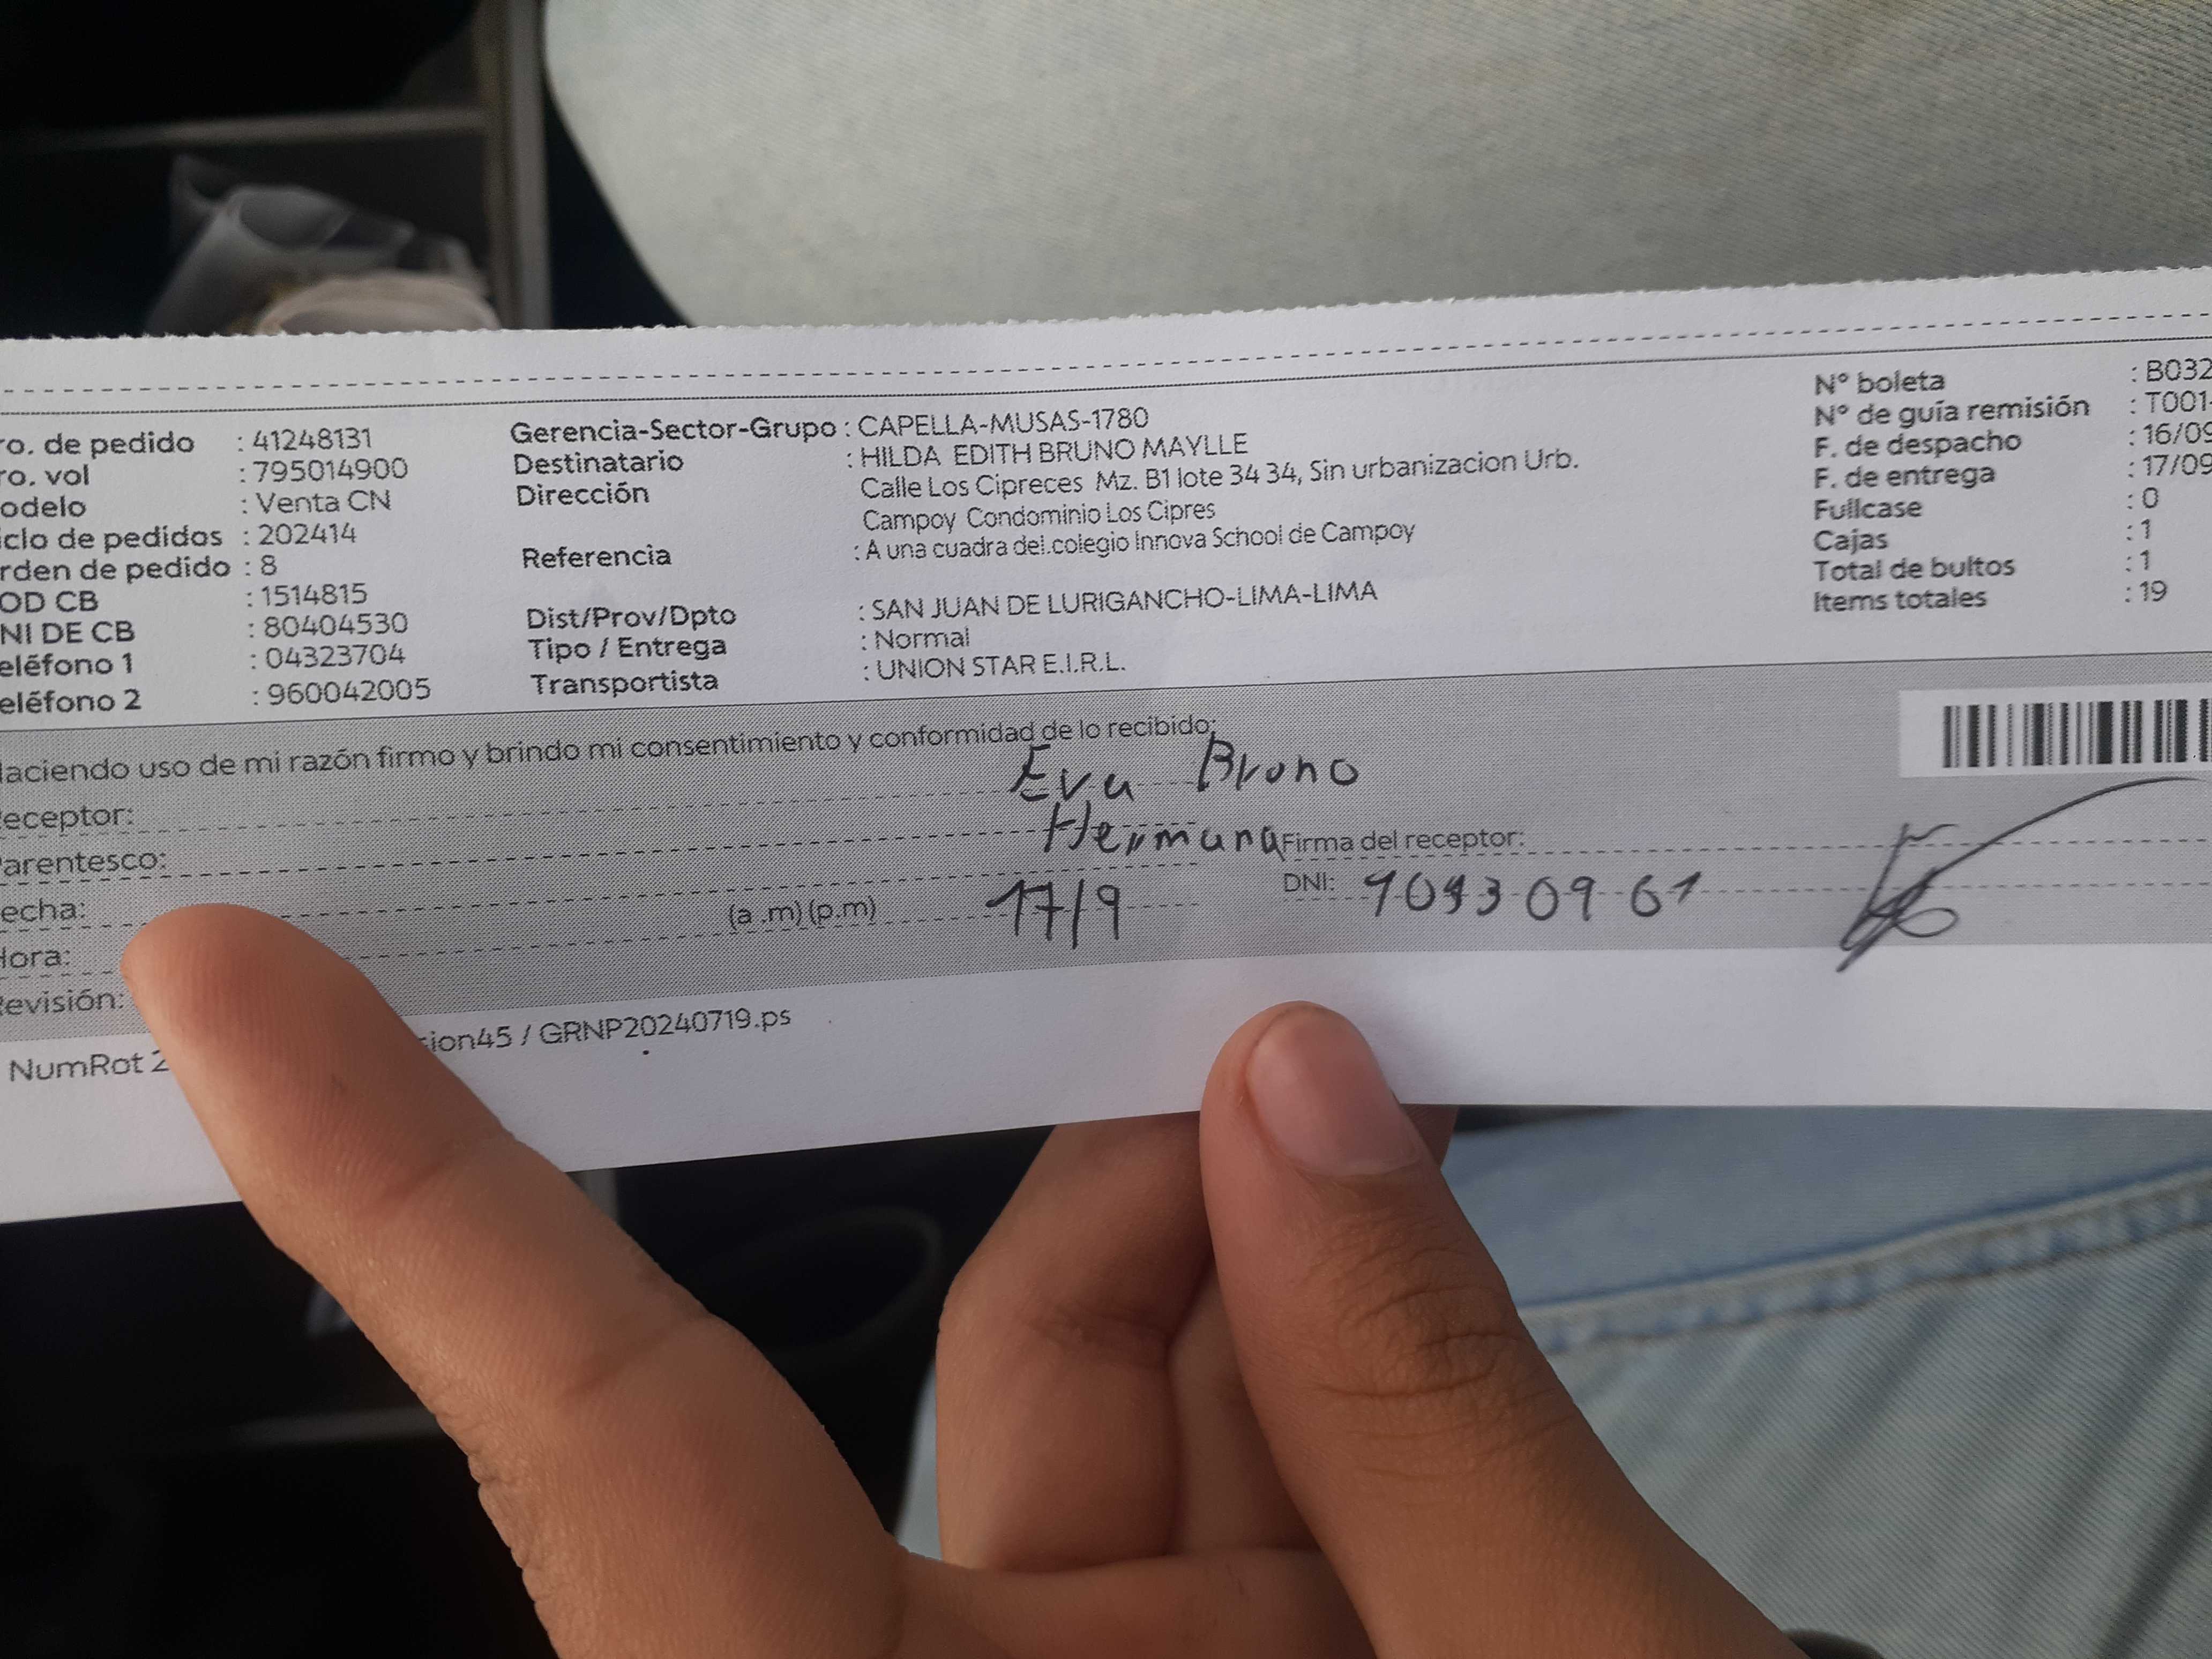 ro. de pedido : 41248131
ro. vol : 795014900
odelo : Venta CN
iclo de pedidos : 202414
rden de pedido : 8
OD CB : 1514815
NI DE CB : 80404530
eléfono 1 : 04323704
eléfono 2 : 960042005
Gerencia-Sector-Grupo : CAPELLA-MUSAS-1780
Destinatario : HILDA EDITH BRUNO MAYLLE
Dirección Calle Los Cipreces Mz. B1 lote 34 34, Sin urbanizacion Urb.
Campoy Condominio Los Cipres
Referencia : A una cuadra del.colegio Innova School de Campoy
Dist/Prov/Dpto : SAN JUAN DE LURIGANCHO-LIMA-LIMA
Tipo / Entrega : Normal
Transportista : UNION STAR E.I.R.L.
N° boleta : B032
N° de guía remisión : T001-
F. de despacho : 16/09
F. de entrega : 17/09
Fullcase : 0
Cajas : 1
Total de bultos : 1
Items totales : 19
Haciendo uso de mi razón firmo y brindo mi consentimiento y conformidad de lo recibido:
eceptor: Eva Bruno
Parentesco: Hermana Firma del receptor:
echa: 17/9 DNI:
Hora: (a .m) (p.m)
Revisión:
NumRot 2 sion45 / GRNP20240719.ps